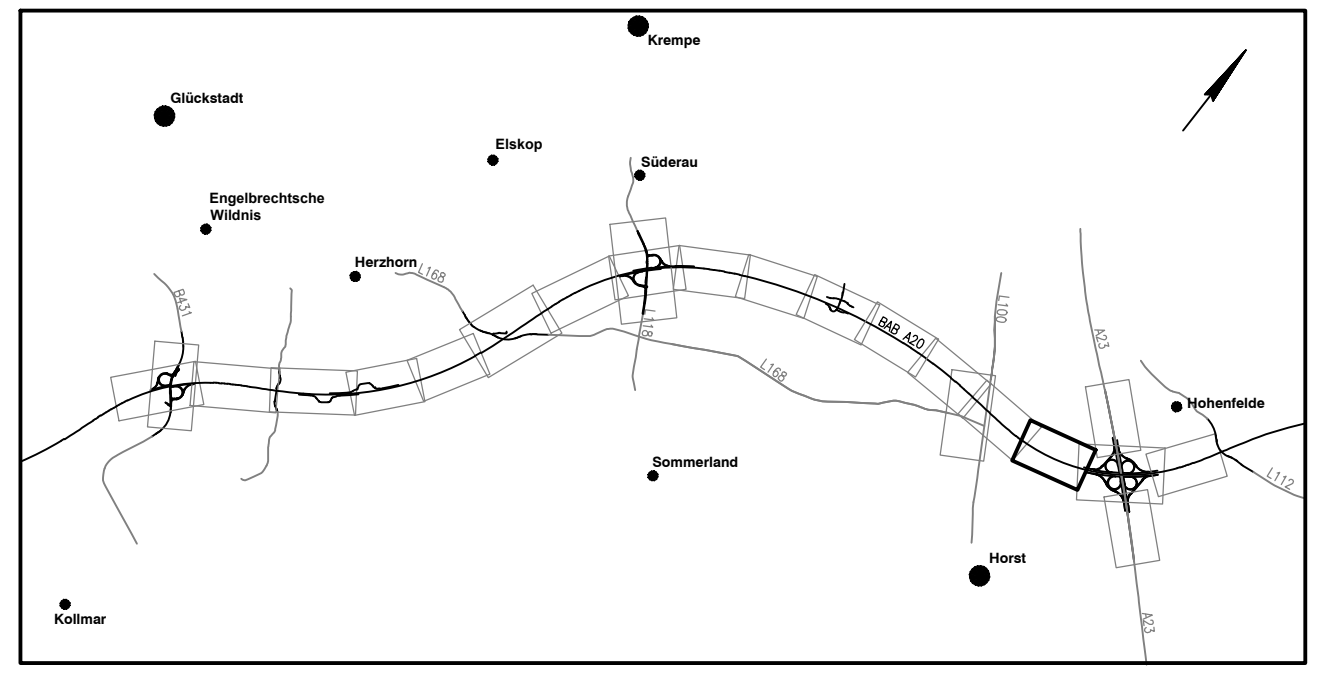 Krempe
Glückstadt
Elskop
Süderau
Engelbrechtsche
Wildnis
Herzhorn
L168
B431
L118
BAB A20
L100
A23
L168
Hohenfelde
Sommerland
L112
Horst
Kollmar
A23